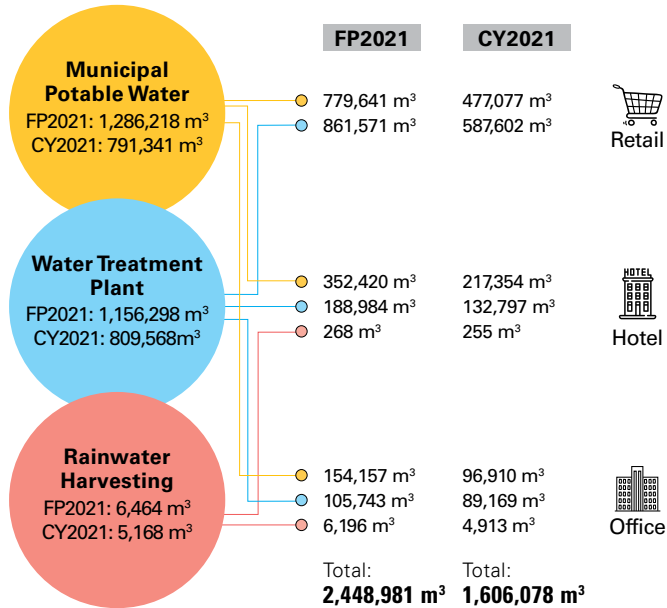 FP2021 CY2021
Municipal
Potable Water
FP2021: 1,286,218 m³
CY2021: 791,341 m³
779,641 m³ 477,077 m³
861,571 m³ 587,602 m³
Retail
Water Treatment
Plant
FP2021: 1,156,298 m³
CY2021: 809,568m³
HOTEL
352,420 m³ 217,354 m³
188,984 m³ 132,797 m³
268 m³ 255 m³
Hotel
Rainwater
Harvesting
FP2021: 6,464 m³
CY2021: 5,168 m³
154,157 m³ 96,910 m³
105,743 m³ 89,169 m³
6,196 m³ 4,913 m³
Office
Total: Total:
2,448,981 m³ 1,606,078 m³